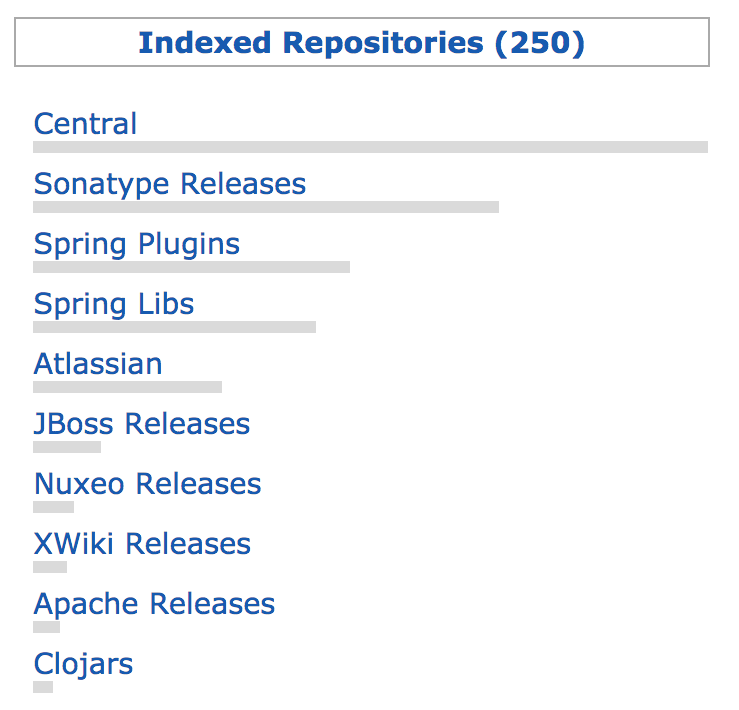 Indexed Repositories (250)
Central
Sonatype Releases
Spring Plugins
Spring Libs
Atlassian
JBoss Releases
Nuxeo Releases
XWiki Releases
Apache Releases
Clojars